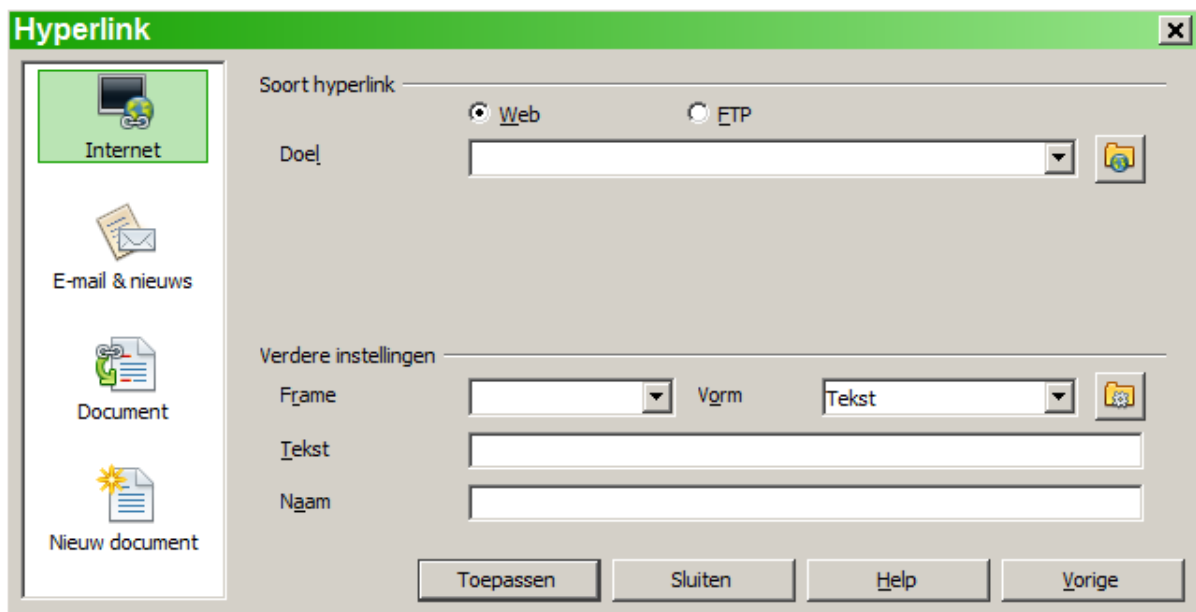 Hyperlink
Internet
E-mail & nieuws
Document
Nieuw document
Soort hyperlink
Web FTP
Doel
Verdere instellingen
Frame Vorm Tekst
Tekst
Naam
Toepassen Sluiten Help Vorige